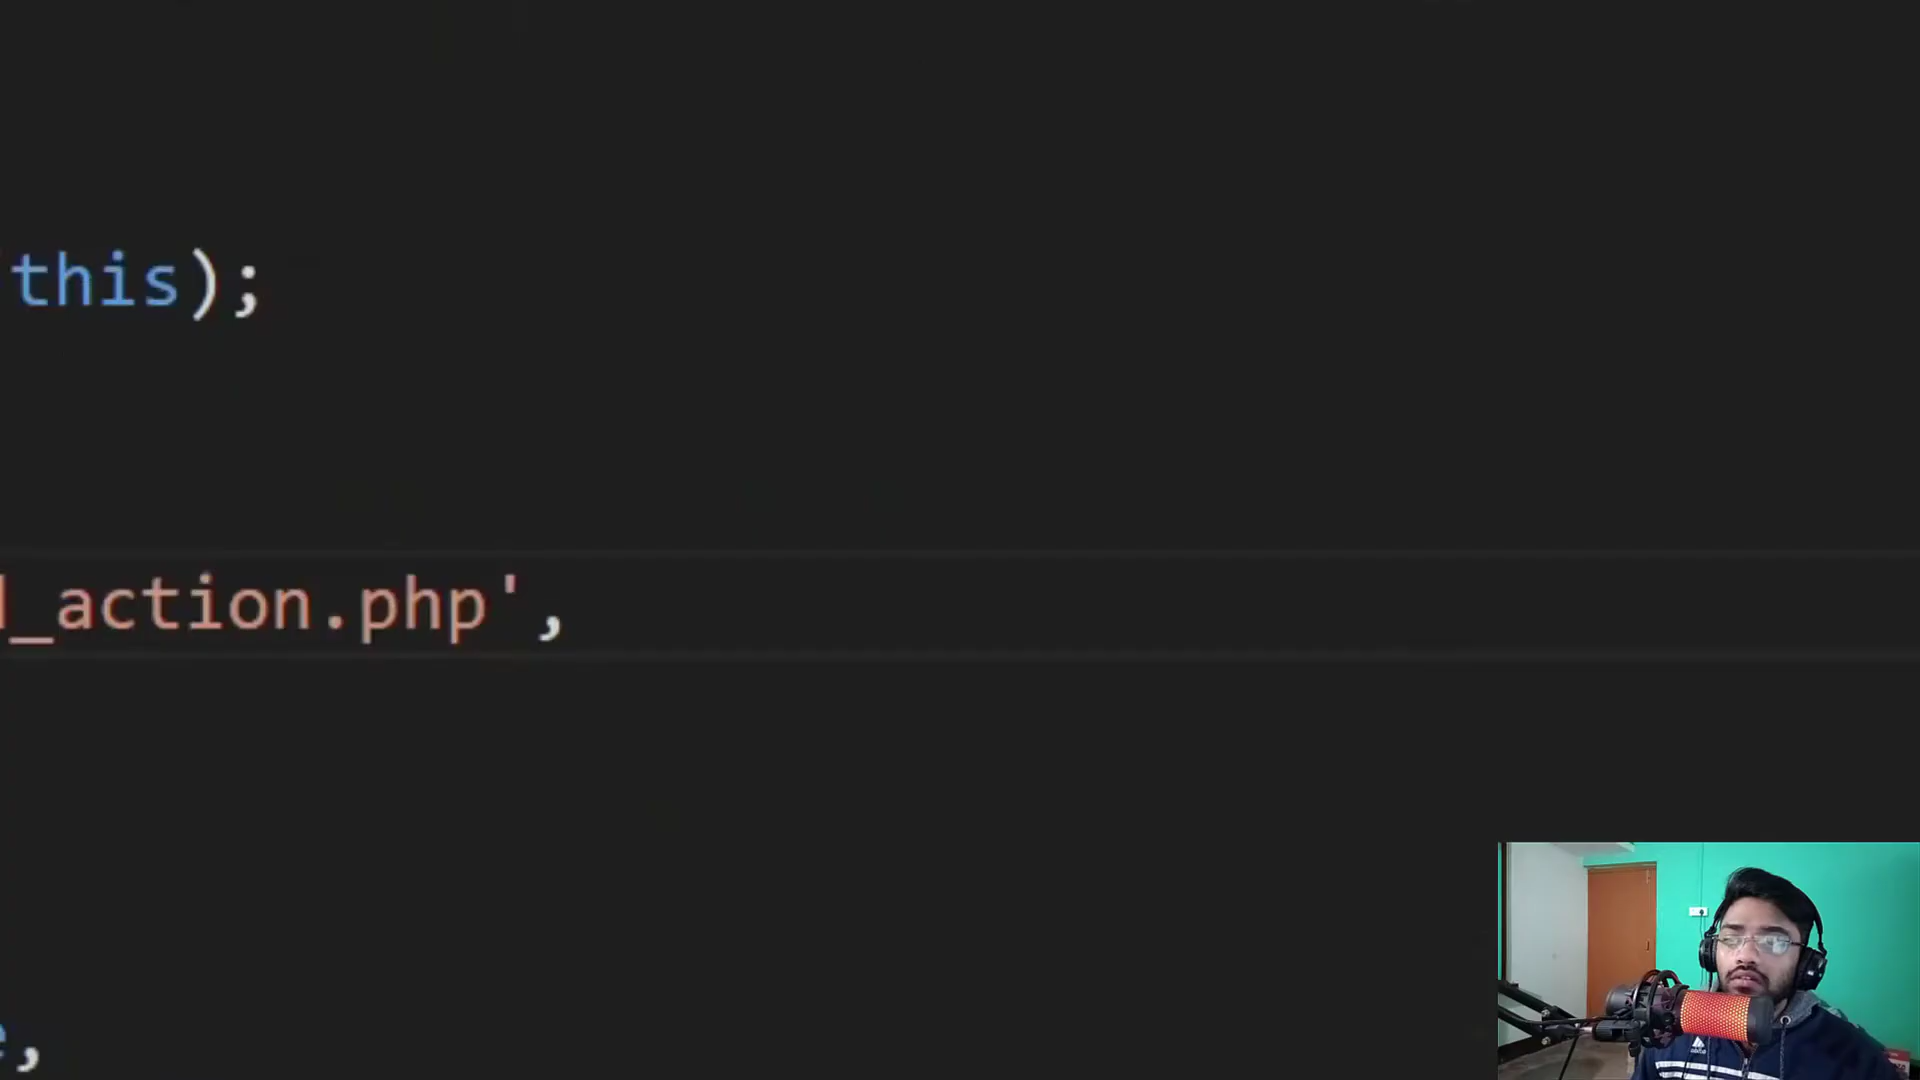 this);
_action.php',
,